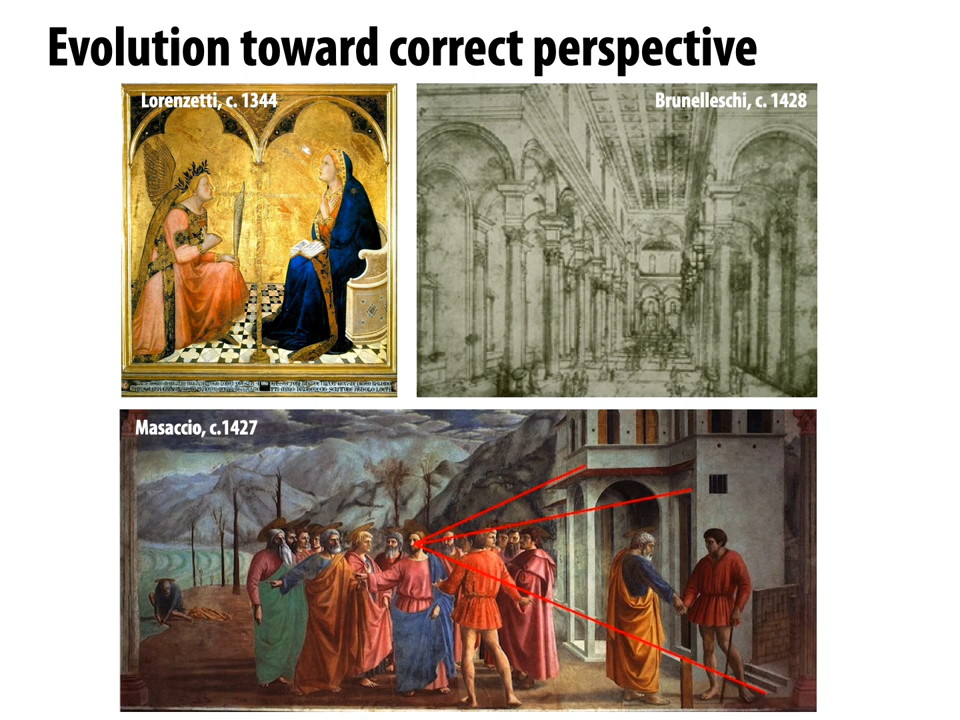 Evolution toward correct perspective
Lorenzetti, c. 1344
Brunelleschi, c. 1428
Masaccio, c.1427